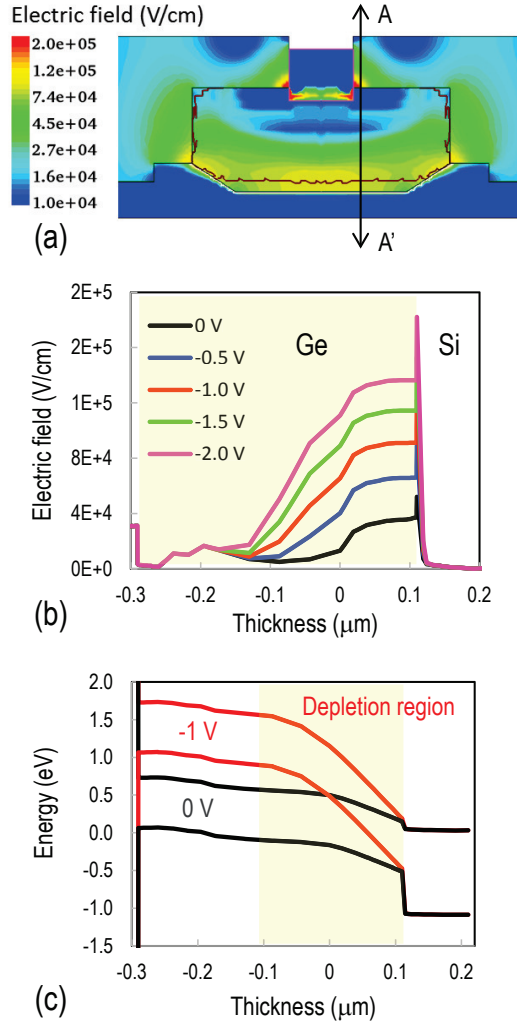 Electric field (V/cm)
A
2.0e+05
1.2e+05
7.4e+04
4.5e+04
2.7e+04
1.7e+04
1.0e+04
(a)
A'
2E+5
2E+5
1E+5
8E+4
4E+4
0E+0
Electric field (V/cm)
0 V
-0.5 V
-1.0 V
-1.5 V
-2.0 V
Ge
Si
-0.3
-0.2
-0.1
0
0.1
0.2
Thickness (μm)
(b)
2.0
1.5
1.0
0.5
0.0
-0.5
-1.0
-1.5
Energy (eV)
Depletion region
-1 V
0 V
-0.3
-0.2
-0.1
0
0.1
0.2
Thickness (μm)
(c)